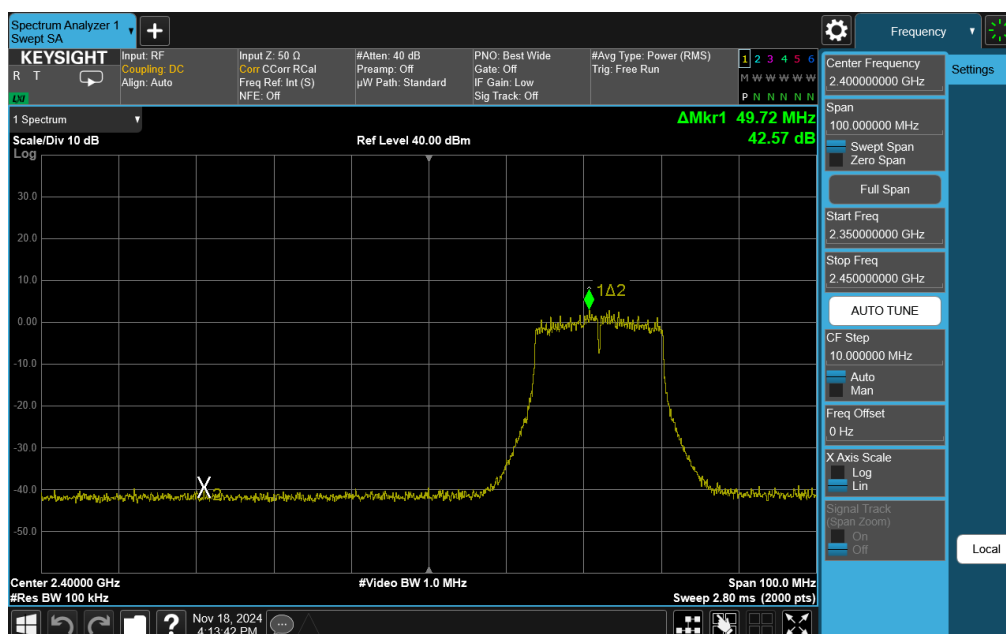 Spectrum Analyzer 1
Swept SA
Frequency
KEYSIGHT
R T
LXI
Input: RF
Coupling: DC
Align: Auto
Input Z: 50 Ω
Corr CCorr RCal
Freq Ref: Int (S)
NFE: Off
#Atten: 40 dB
Preamp: Off
µW Path: Standard
PNO: Best Wide
Gate: Off
IF Gain: Low
Sig Track: Off
#Avg Type: Power (RMS)
Trig: Free Run
1 2 3 4 5 6
M W W W W W
P N N N N N
1 Spectrum
Scale/Div 10 dB
Ref Level 40.00 dBm
ΔMkr1 49.72 MHz
42.57 dB
Log
30.0
20.0
10.0
0.00
-10.0
-20.0
-30.0
-40.0
-50.0
1Δ2
X2
Center 2.40000 GHz
#Video BW 1.0 MHz
Span 100.0 MHz
#Res BW 100 kHz
Sweep 2.80 ms (2000 pts)
Nov 18, 2024
4:13:42 PM
Center Frequency
2.400000000 GHz
Span
100.000000 MHz
Swept Span
Zero Span
Full Span
Start Freq
2.350000000 GHz
Stop Freq
2.450000000 GHz
AUTO TUNE
CF Step
10.000000 MHz
Auto
Man
Freq Offset
0 Hz
X Axis Scale
Log
Lin
Signal Track
(Span Zoom)
On
Off
Settings
Local